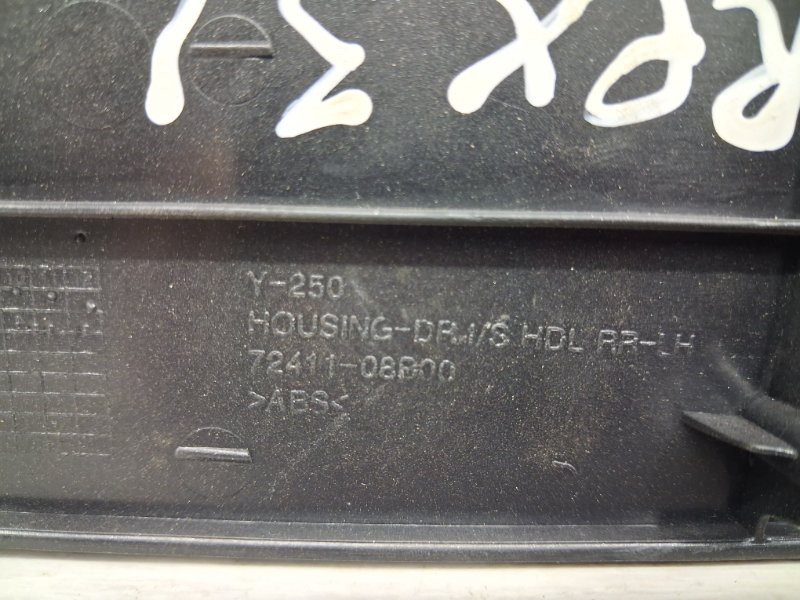 Y-250
HOUSING-DR I/S HDL RR-LH
72411-08B00
>ABS<